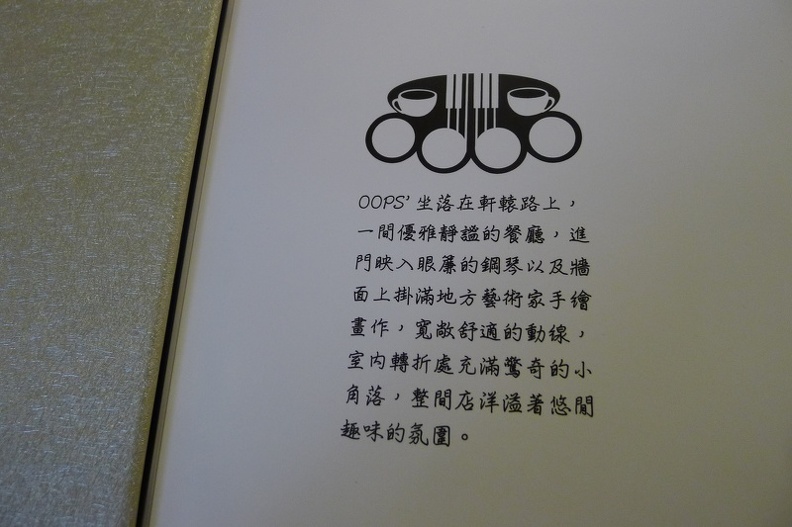 OOPS' 坐落在軒轅路上，
一間優雅靜謐的餐廳，進
門映入眼簾的鋼琴以及牆
面上掛滿地方藝術家手繪
畫作，寬敞舒適的動線，
室內轉折處充滿驚奇的小
角落，整間店洋溢著悠閒
趣味的氛圍。